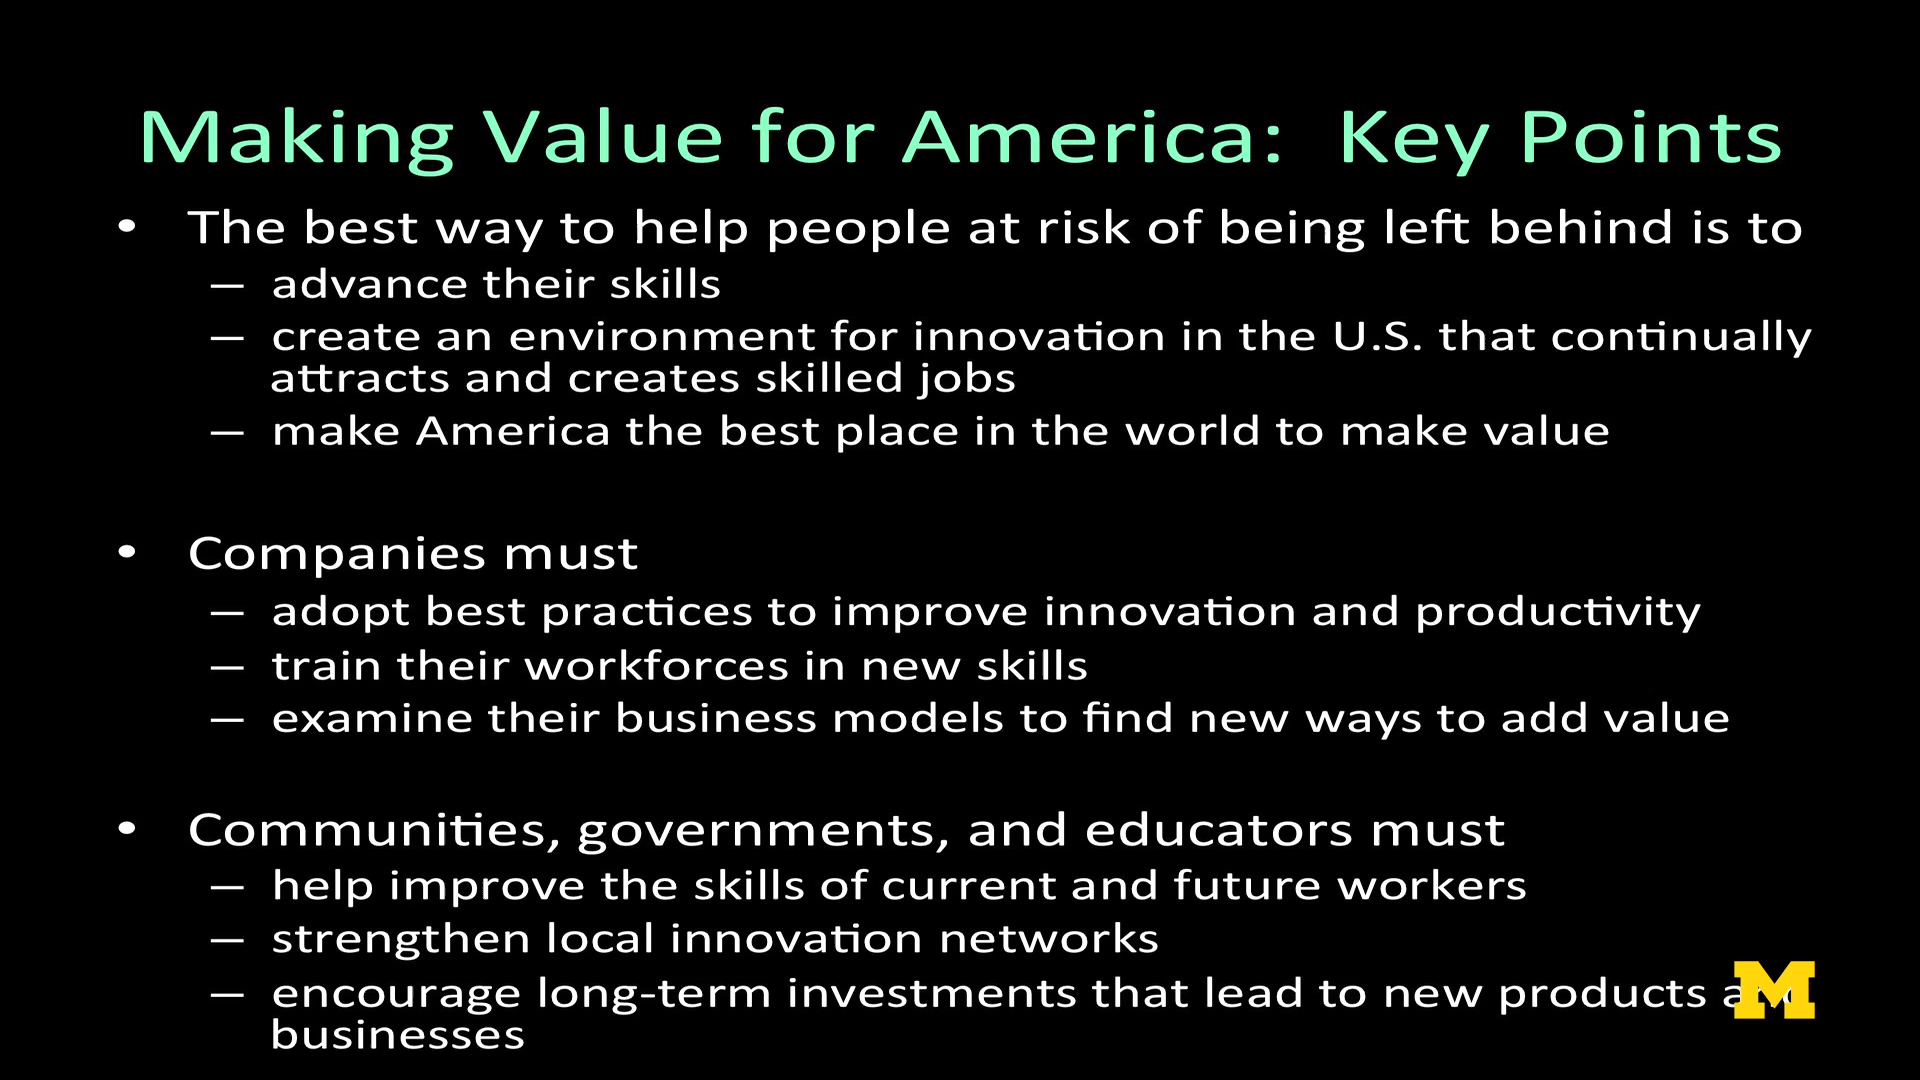 Making Value for America:  Key Points
• The best way to help people at risk of being left behind is to
— advance their skills
— create an environment for innovation in the U.S. that continually
attracts and creates skilled jobs
— make America the best place in the world to make value
• Companies must
— adopt best practices to improve innovation and productivity
— train their workforces in new skills
— examine their business models to find new ways to add value
• Communities, governments, and educators must
— help improve the skills of current and future workers
— strengthen local innovation networks
— encourage long-term investments that lead to new products
M
businesses